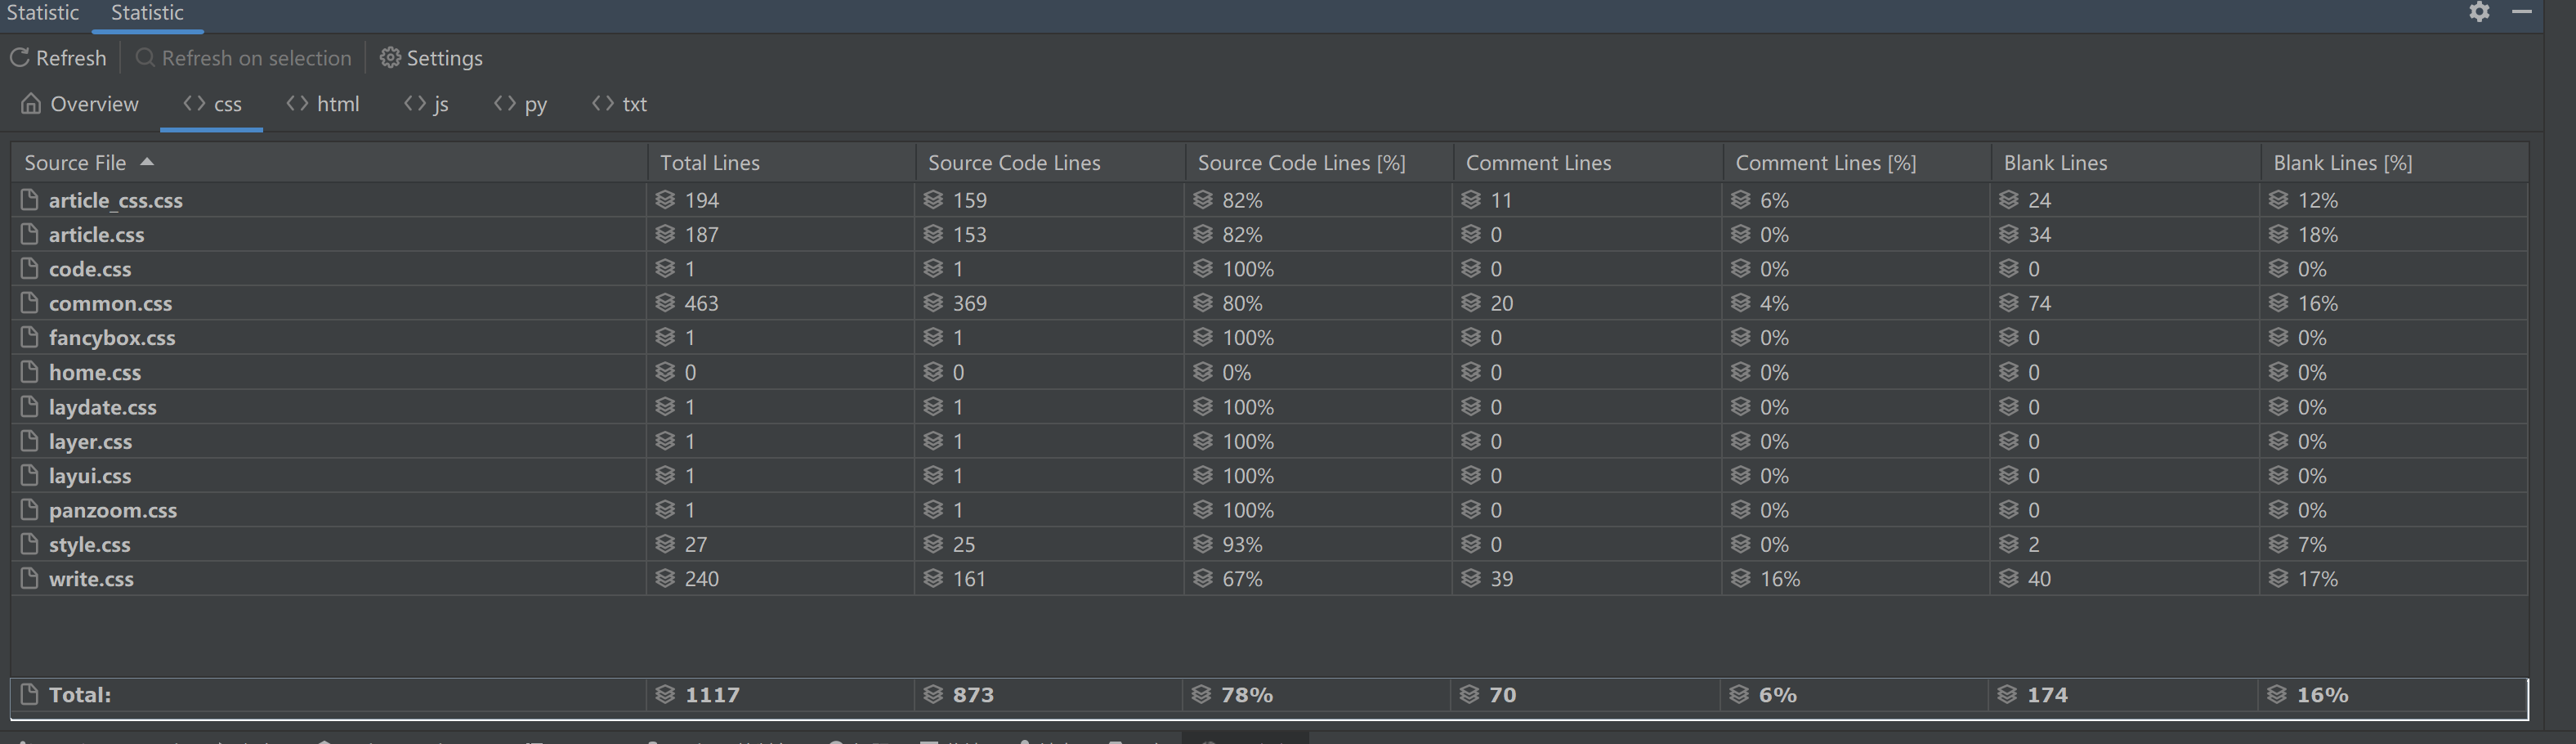 Statistic Statistic
Refresh Refresh on selection Settings
Overview css html js py txt
Source File Total Lines Source Code Lines Source Code Lines [%] Comment Lines Comment Lines [%] Blank Lines Blank Lines [%]
article_css.css 194 159 82% 11 6% 24 12%
article.css 187 153 82% 0 0% 34 18%
code.css 1 1 100% 0 0% 0 0%
common.css 463 369 80% 20 4% 74 16%
fancybox.css 1 1 100% 0 0% 0 0%
home.css 0 0 0% 0 0% 0 0%
laydate.css 1 1 100% 0 0% 0 0%
layer.css 1 1 100% 0 0% 0 0%
layui.css 1 1 100% 0 0% 0 0%
panzoom.css 1 1 100% 0 0% 0 0%
style.css 27 25 93% 0 0% 2 7%
write.css 240 161 67% 39 16% 40 17%
Total: 1117 873 78% 70 6% 174 16%